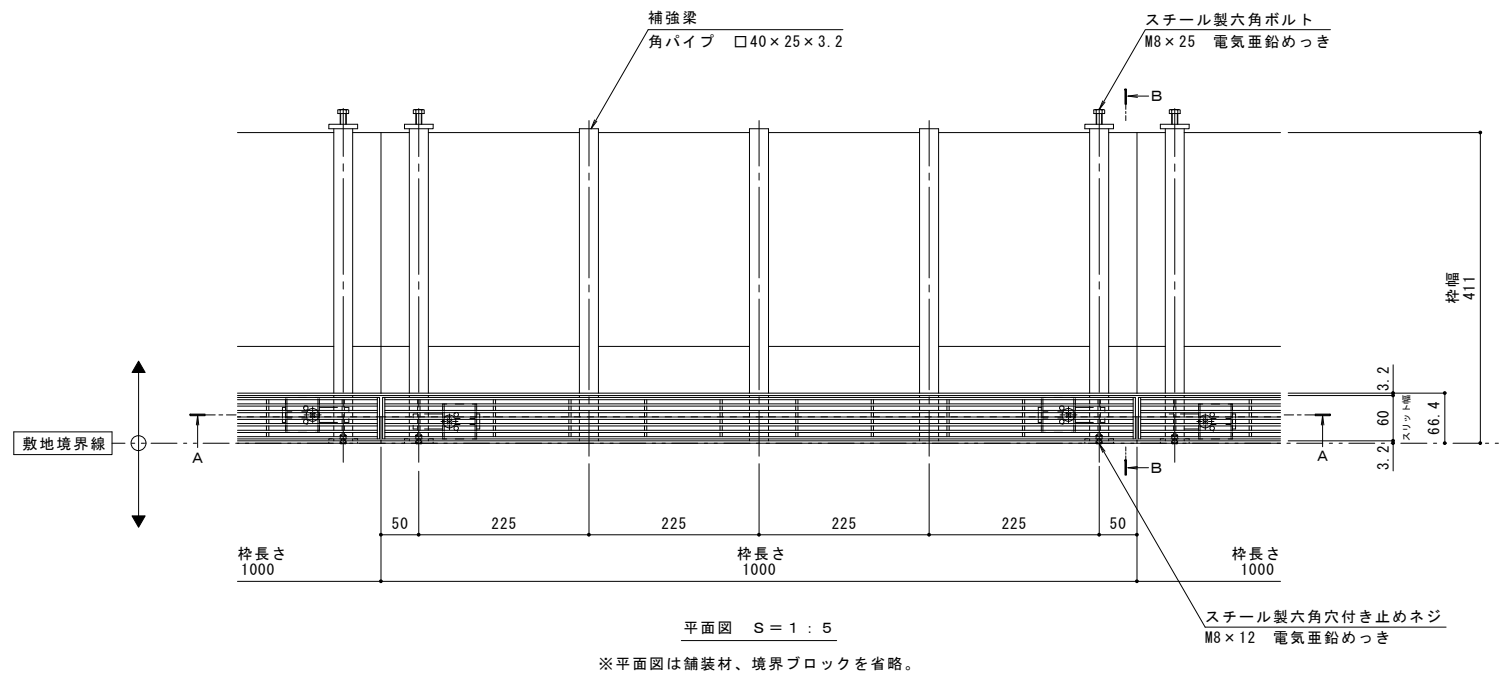 補強梁
角パイプ　□40×25×3.2
スチール製六角ボルト
M8×25　電気亜鉛めっき
B
枠幅
411
3.2
60
スリット幅
66.4
3.2
敷地境界線
A
A
B
50
225
225
225
225
50
枠長さ
1000
枠長さ
1000
枠長さ
1000
スチール製六角穴付き止めネジ
M8×12　電気亜鉛めっき
平面図　S＝1：5
※平面図は舗装材、境界ブロックを省略。